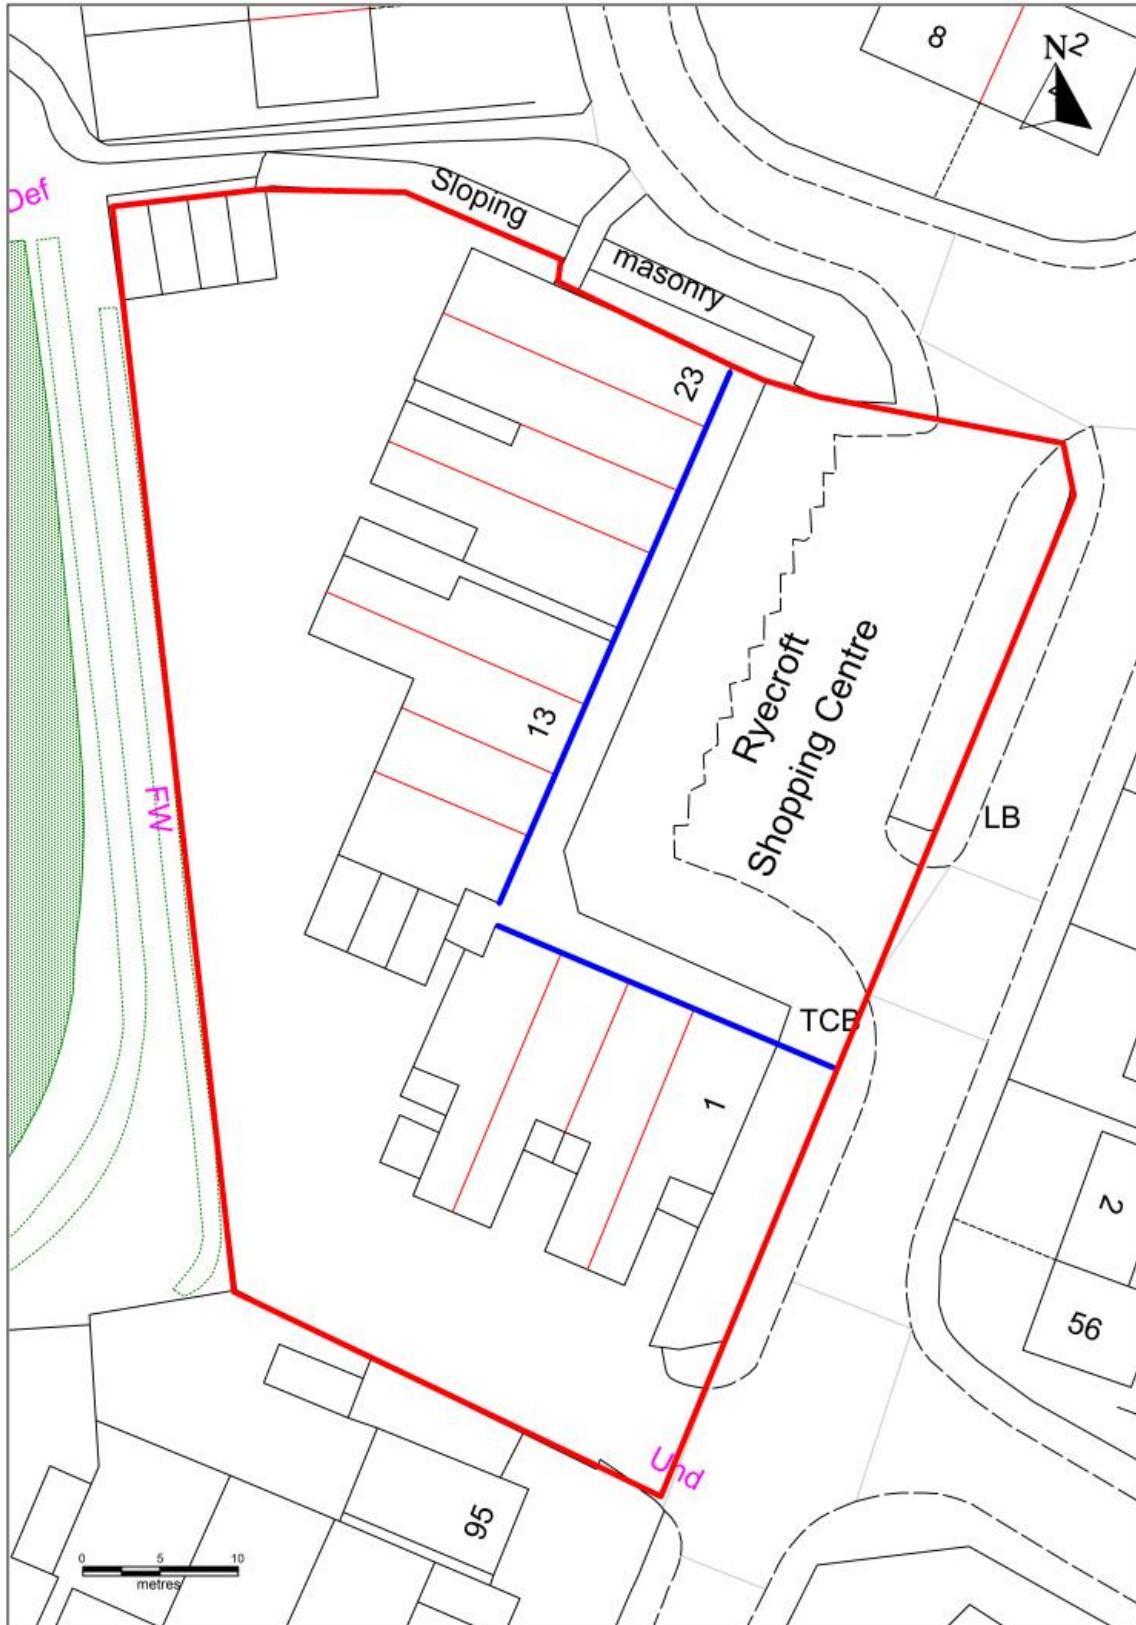 8
N
2
Def
Sloping
masonry
23
Ryecroft
Shopping Centre
13
FW
LB
TCB
1
2
56
Und
95
0 5 10
metres